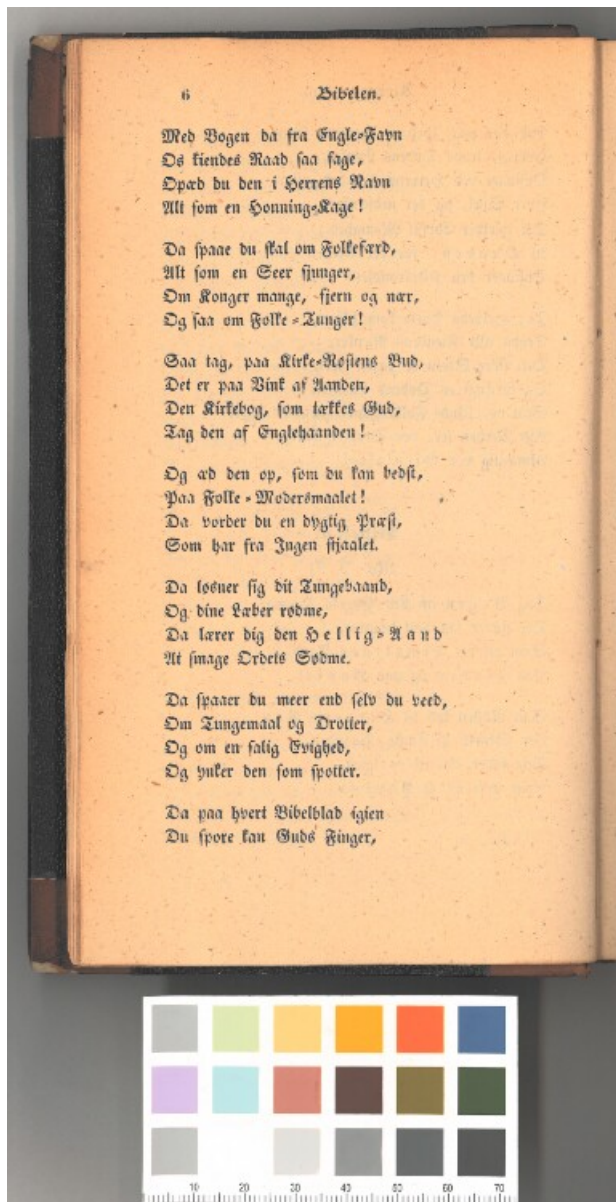 6 Bibelen.
Med Bogen da fra Engle-Favn
Os kiendes Raad saa sage,
Opæd du den i Herrens Navn
Alt som en Honning-Kage!
Da spaae du skal om Folkefærd,
Alt som en Seer sjunger,
Om Konger mange, fjern og nær,
Og saa om Folke-Tunger!
Saa tag, paa Kirke-Røstens Bud,
Det er paa Vink af Aanden,
Den Kirkebog, som tækkes Gud,
Tag den af Englehaanden!
Og æd den op, som du kan bedst,
Paa Folke-Modersmaalet!
Da vorder du en dygtig Præst,
Som har fra Ingen stjaalet.
Da løsner sig dit Tungebaand,
Og dine Læber rødme,
Da lærer dig den Hellig-Aand
At smage Ordets Sødme.
Da spaaer du meer end selv du veed,
Om Tungemaal og Drotter,
Og om en salig Evighed,
Og ynker den som spotter.
Da paa hvert Bibelblad igien
Du spore kan Guds Finger,
10 20 30 40 50 60 70